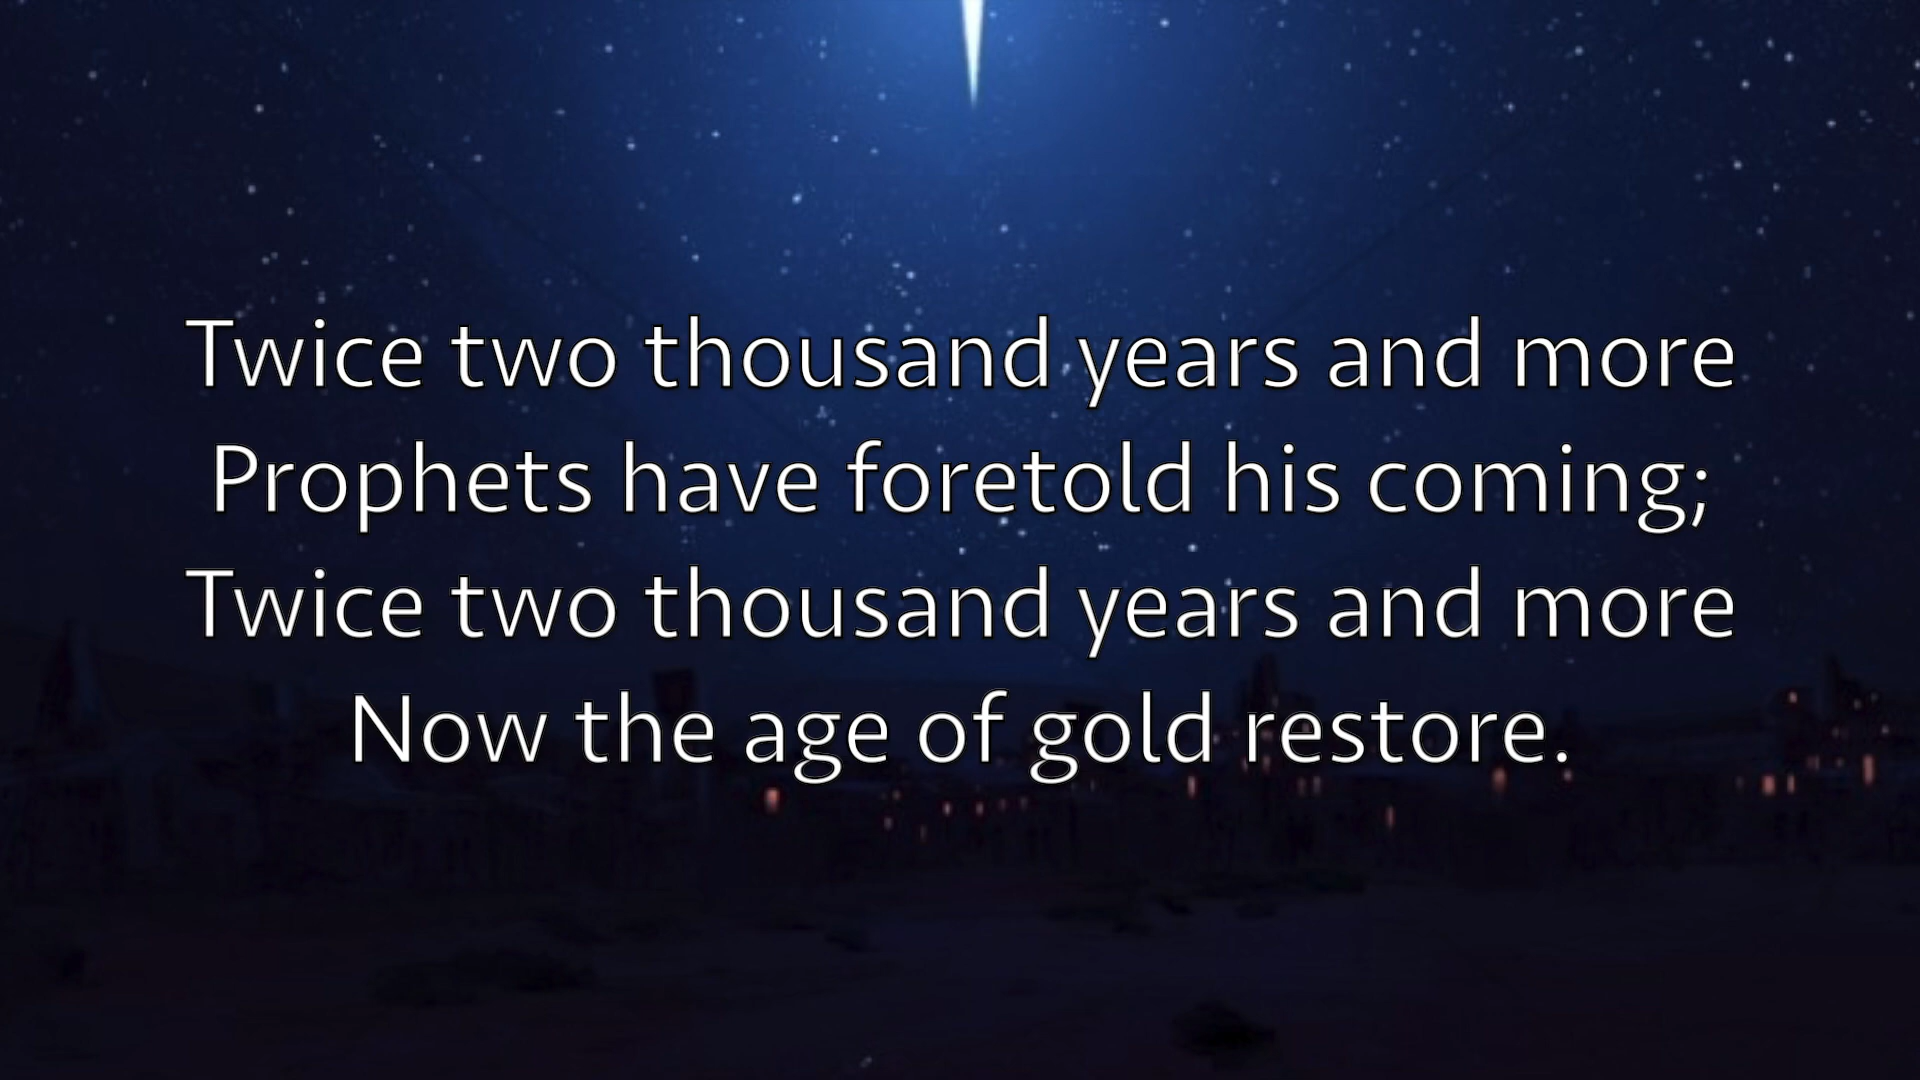 Twice two thousand years and more
Prophets have foretold his coming;
Twice two thousand years and more
Now the age of gold restore.